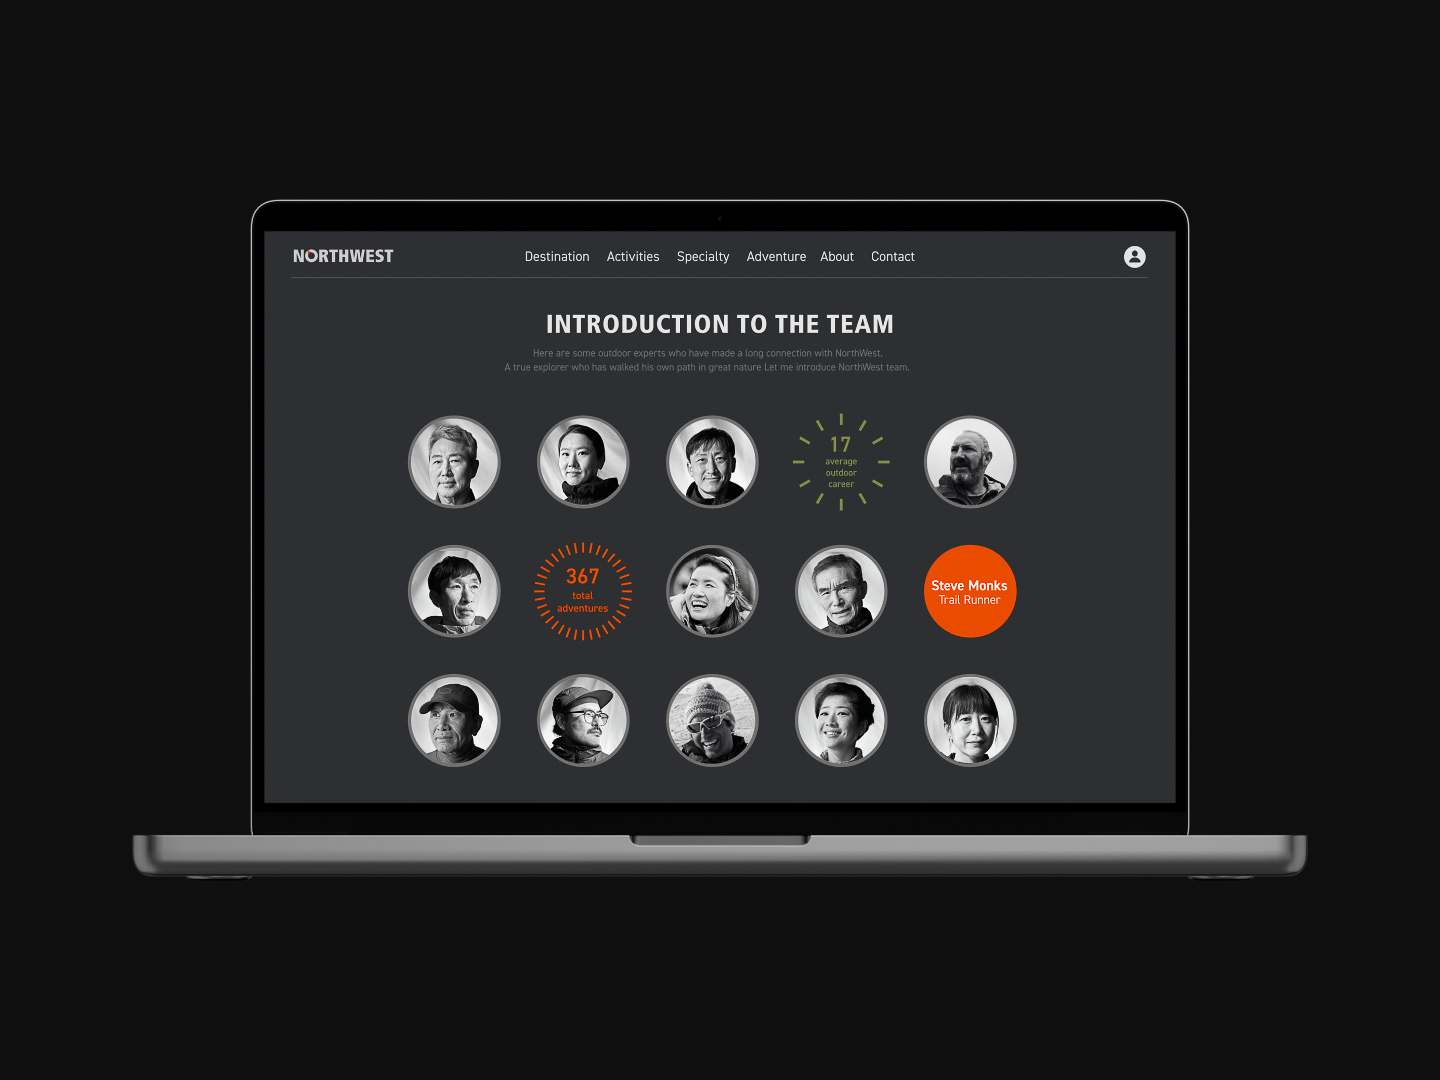 NORTHWEST
Destination Activities Specialty Adventure About Contact
INTRODUCTION TO THE TEAM
Here are some outdoor experts who have made a long connection with NorthWest.
A true explorer who has walked his own path in great nature Let me introduce NorthWest team.
17
average
outdoor
career
367
total
adventures
Steve Monks
Trail Runner